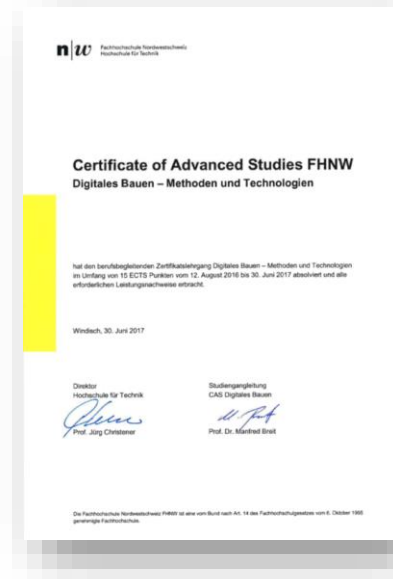 n|w Fachhochschule Nordwestschweiz
Hochschule für Technik
Certificate of Advanced Studies FHNW
Digitales Bauen – Methoden und Technologien
hat den berufsbegleitenden Zertifikatslehrgang Digitales Bauen – Methoden und Technologien
im Umfang von 15 ECTS Punkten vom 12. August 2016 bis 30. Juni 2017 absolviert und alle
erforderlichen Leistungsnachweise erbracht.
Windisch, 30. Juni 2017
Direktor
Hochschule für Technik
Prof. Jürg Christener
Studiengangleitung
CAS Digitales Bauen
Prof. Dr. Manfred Breit
Die Fachhochschule Nordwestschweiz FHNW ist eine vom Bund nach Art. 14 des Fachhochschulgesetzes vom 6. Oktober 1995
genehmigte Fachhochschule.